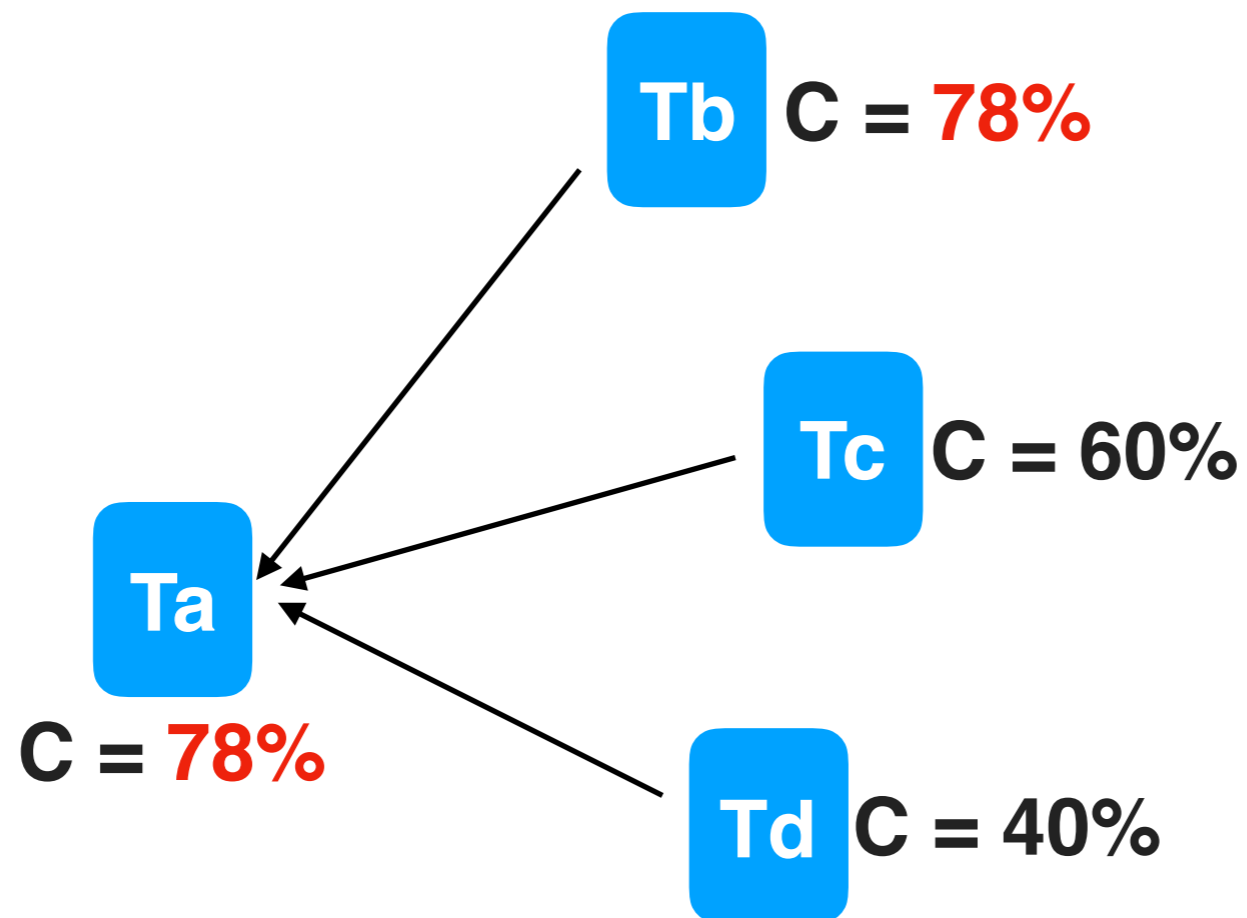 Tb C = 78%
Tc C = 60%
Ta
C = 78%
Td C = 40%